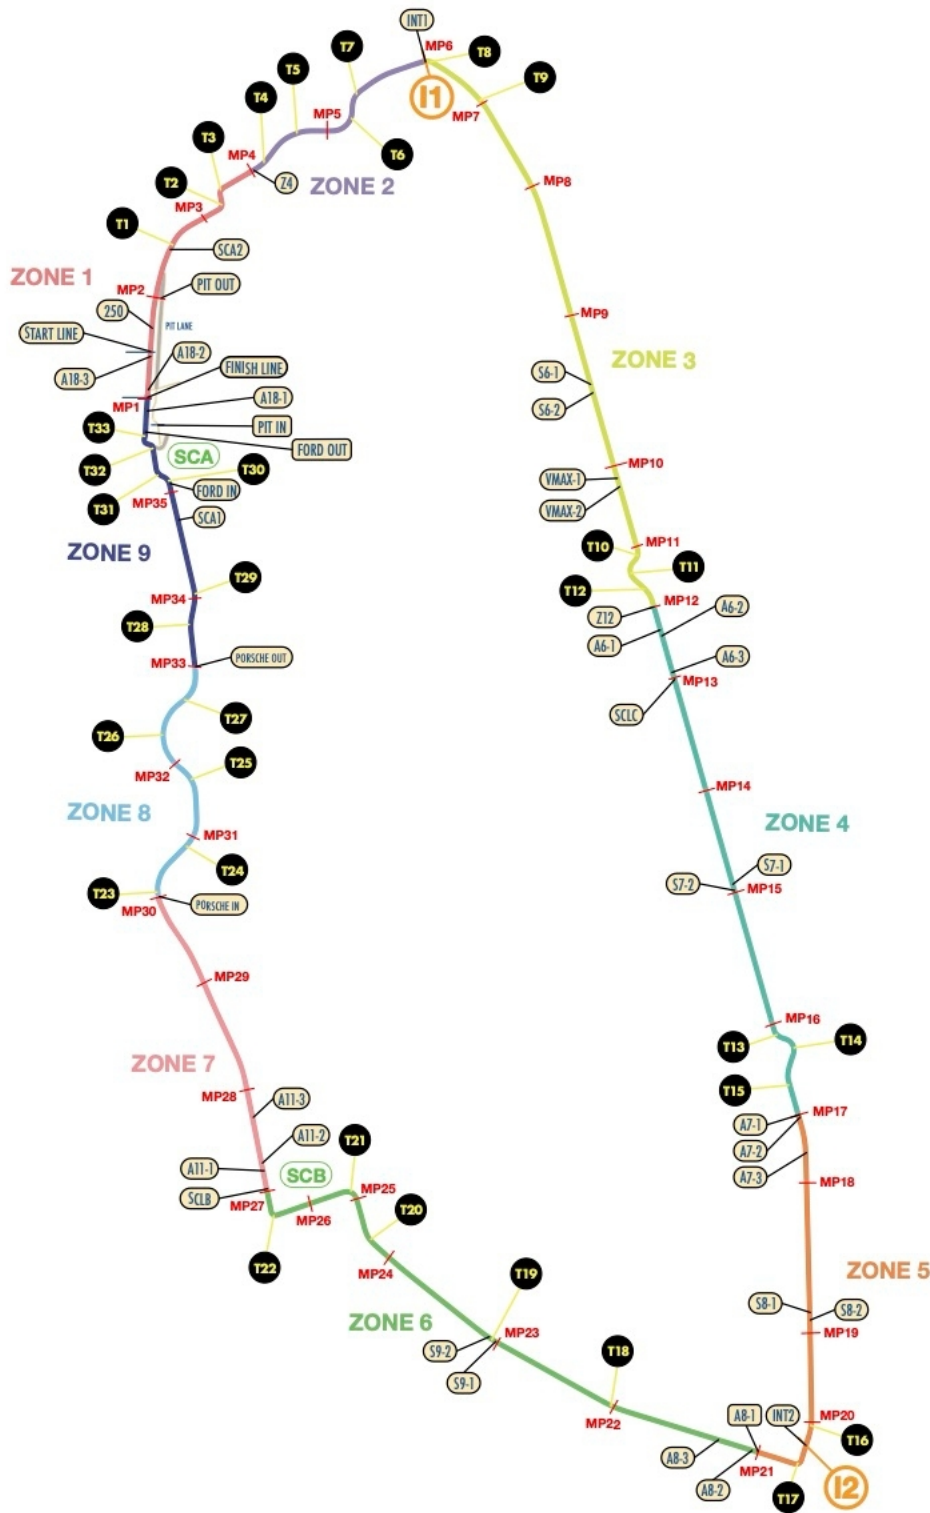 INT1
MP6
T8
T7
T5
I1
T9
T4
MP5
MP7
T3
MP4
T6
T2
Z4
ZONE 2
MP8
MP3
T1
SCA2
ZONE 1
MP2
PIT OUT
250
PIT LANE
START LINE
A18-2
A18-3
FINISH LINE
MP9
ZONE 3
S6-1
S6-2
MP1
A18-1
T33
PIT IN
FORD OUT
SCA
T32
T30
MP10
VMAX-1
VMAX-2
T31
MP35
FORD IN
SCA1
ZONE 9
T10
MP11
T11
T29
T12
MP34
MP12
Z12
A6-2
T28
A6-1
PORSCHE OUT
MP33
A6-3
MP13
SCLC
T27
T26
T25
MP32
MP14
ZONE 8
ZONE 4
MP31
T24
S7-1
S7-2
MP15
T23
MP30
PORSCHE IN
MP29
MP16
T13
T14
ZONE 7
T15
MP28
A11-3
MP17
A7-1
A11-2
T21
A7-2
A11-1
SCB
A7-3
SCLB
MP27
MP25
MP18
MP26
T20
T22
MP24
T19
ZONE 5
ZONE 6
S8-1
S8-2
MP23
MP19
S9-2
T18
S9-1
MP22
A8-1
INT2
MP20
T16
A8-3
MP21
A8-2
T17
I2